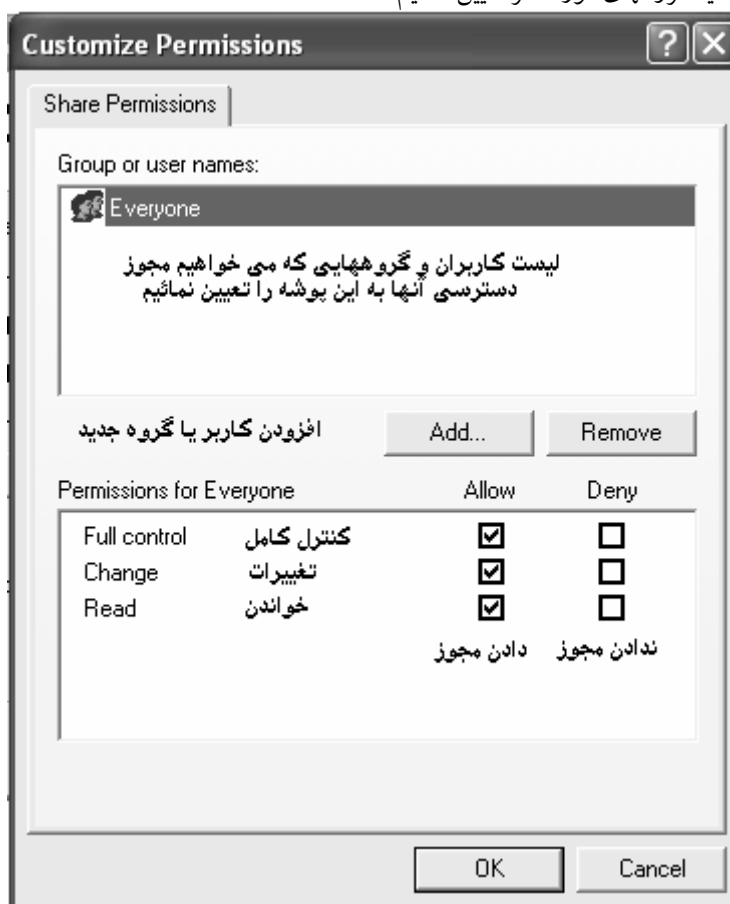 Customize Permissions
Share Permissions
Group or user names:
Everyone
لیست کاربران و گروههایی که می خواهیم مجوز
دسترسی آنها به این پوشه را تعیین نمائیم
افزودن کاربر یا گروه جدید Add... Remove
Permissions for Everyone Allow Deny
Full control کنترل کامل
Change تغییرات
Read خواندن
دادن مجوز ندادن مجوز
OK Cancel